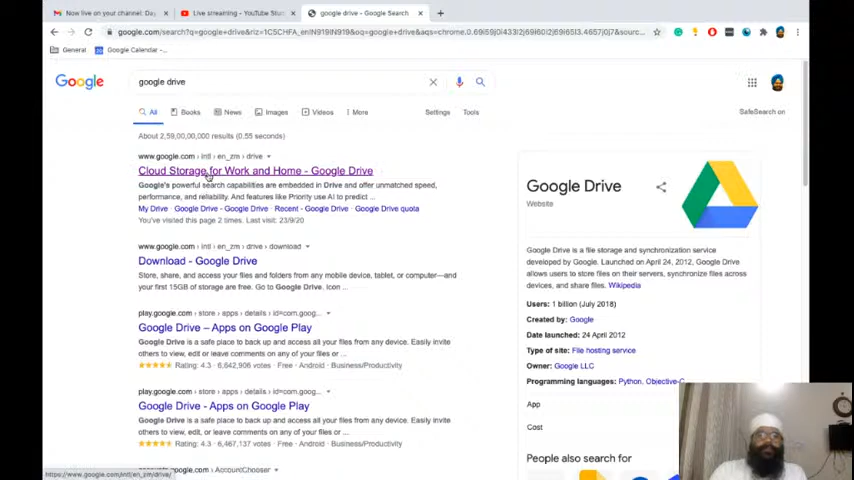 Now live on your channel: Day
Live streaming - YouTube Stu
google drive - Google Search
General
Google Calendar -...
Google
google drive
All
Books
News
Images
Videos
More
Settings
Tools
SafeSearch on
About 2,59,00,00,000 results (0.55 seconds)
www.google.com › intl › en_zm › drive
Cloud Storage for Work and Home - Google Drive
Google's powerful search capabilities are embedded in Drive and offer unmatched speed,
performance, and reliability. And features like Priority use AI to predict ...
My Drive · Google Drive - Google Drive · Recent - Google Drive · Google Drive quota
You've visited this page 2 times. Last visit: 23/9/20
www.google.com › intl › en_zm › drive › download
Download - Google Drive
Store, share, and access your files and folders from any mobile device, tablet, or computer—and
your first 15GB of storage are free. Go to Google Drive. Icon ...
play.google.com › store › apps › details › id=com.goog...
Google Drive – Apps on Google Play
Google Drive is a safe place to back up and access all your files from any device. Easily invite
others to view, edit or leave comments on any of your files or ...
Rating: 4.3 · 6,642,906 votes · Free · Android · Business/Productivity
play.google.com › store › apps › details › id=com.goog...
Google Drive - Apps on Google Play
Google Drive is a safe place to back up and access all your files from any device. Easily invite
others to view, edit or leave comments on any of your files or ...
Rating: 4.3 · 6,467,137 votes · Free · Android · Business/Productivity
.google.com › AccountChooser
https://www.google.com/intl/en_zm/drive/
Google Drive
Website
Google Drive is a file storage and synchronization service
developed by Google. Launched on April 24, 2012, Google Drive
allows users to store files on their servers, synchronize files across
devices, and share files. Wikipedia
Users: 1 billion (July 2018)
Created by: Google
Date launched: 24 April 2012
Type of site: File hosting service
Owner: Google LLC
Programming languages: Python, Objective-C
App
Cost
People also search for